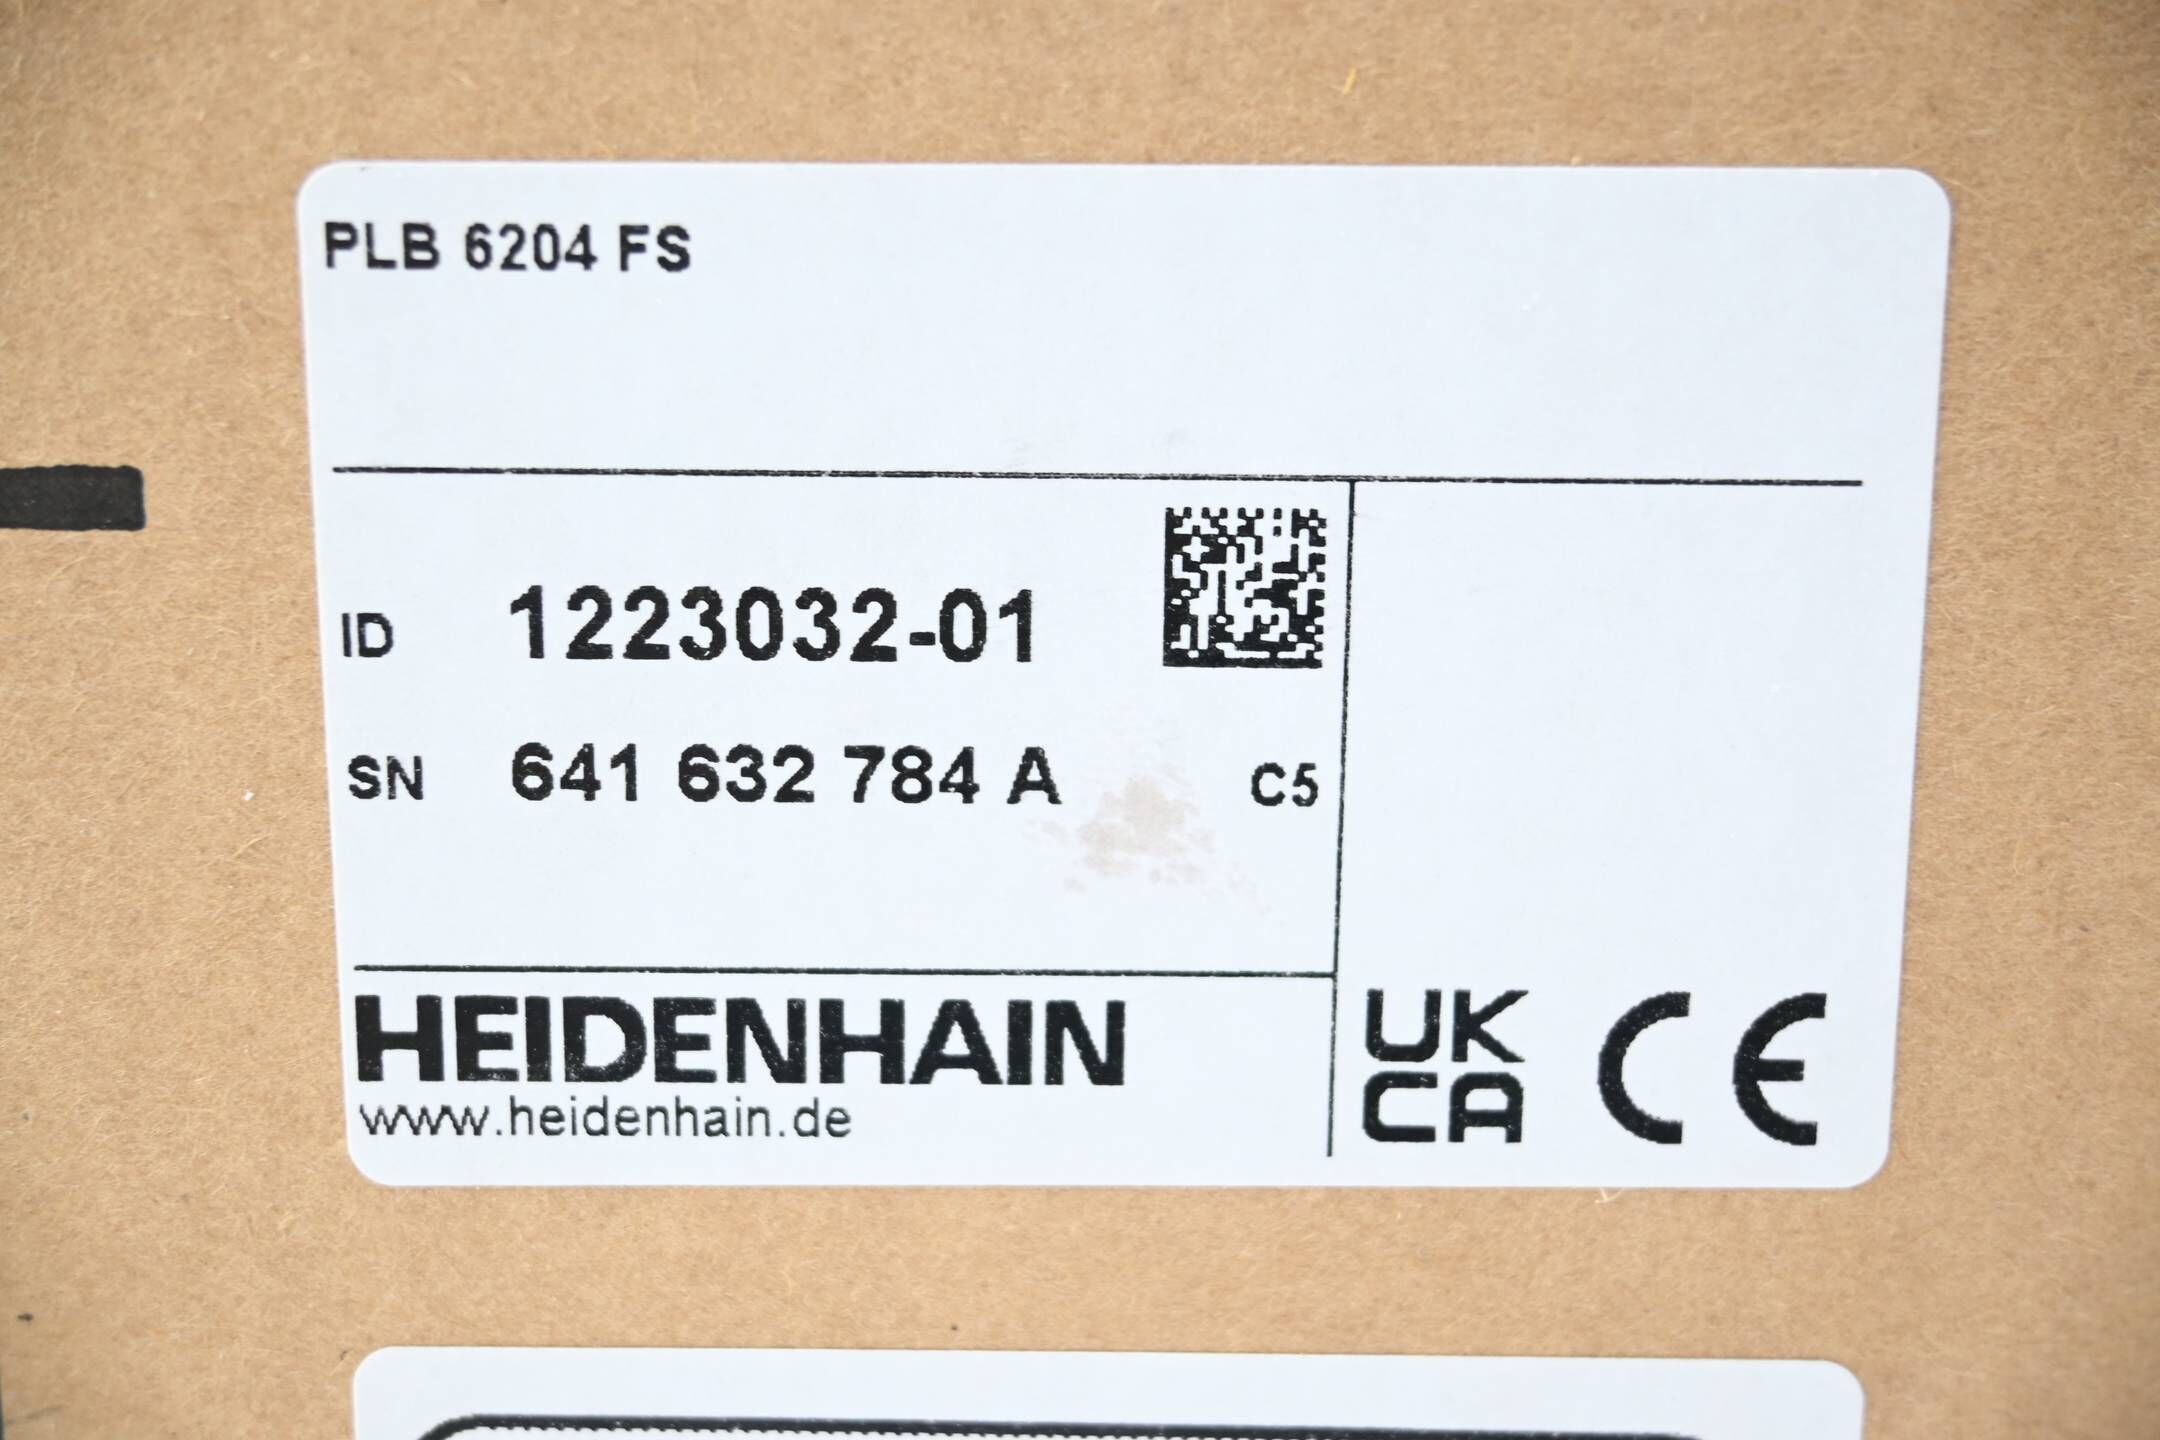 PLB 6204 FS
ID 1223032-01
SN 641 632 784 A C5
HEIDENHAIN
www.heidenhain.de
UK
CA CE